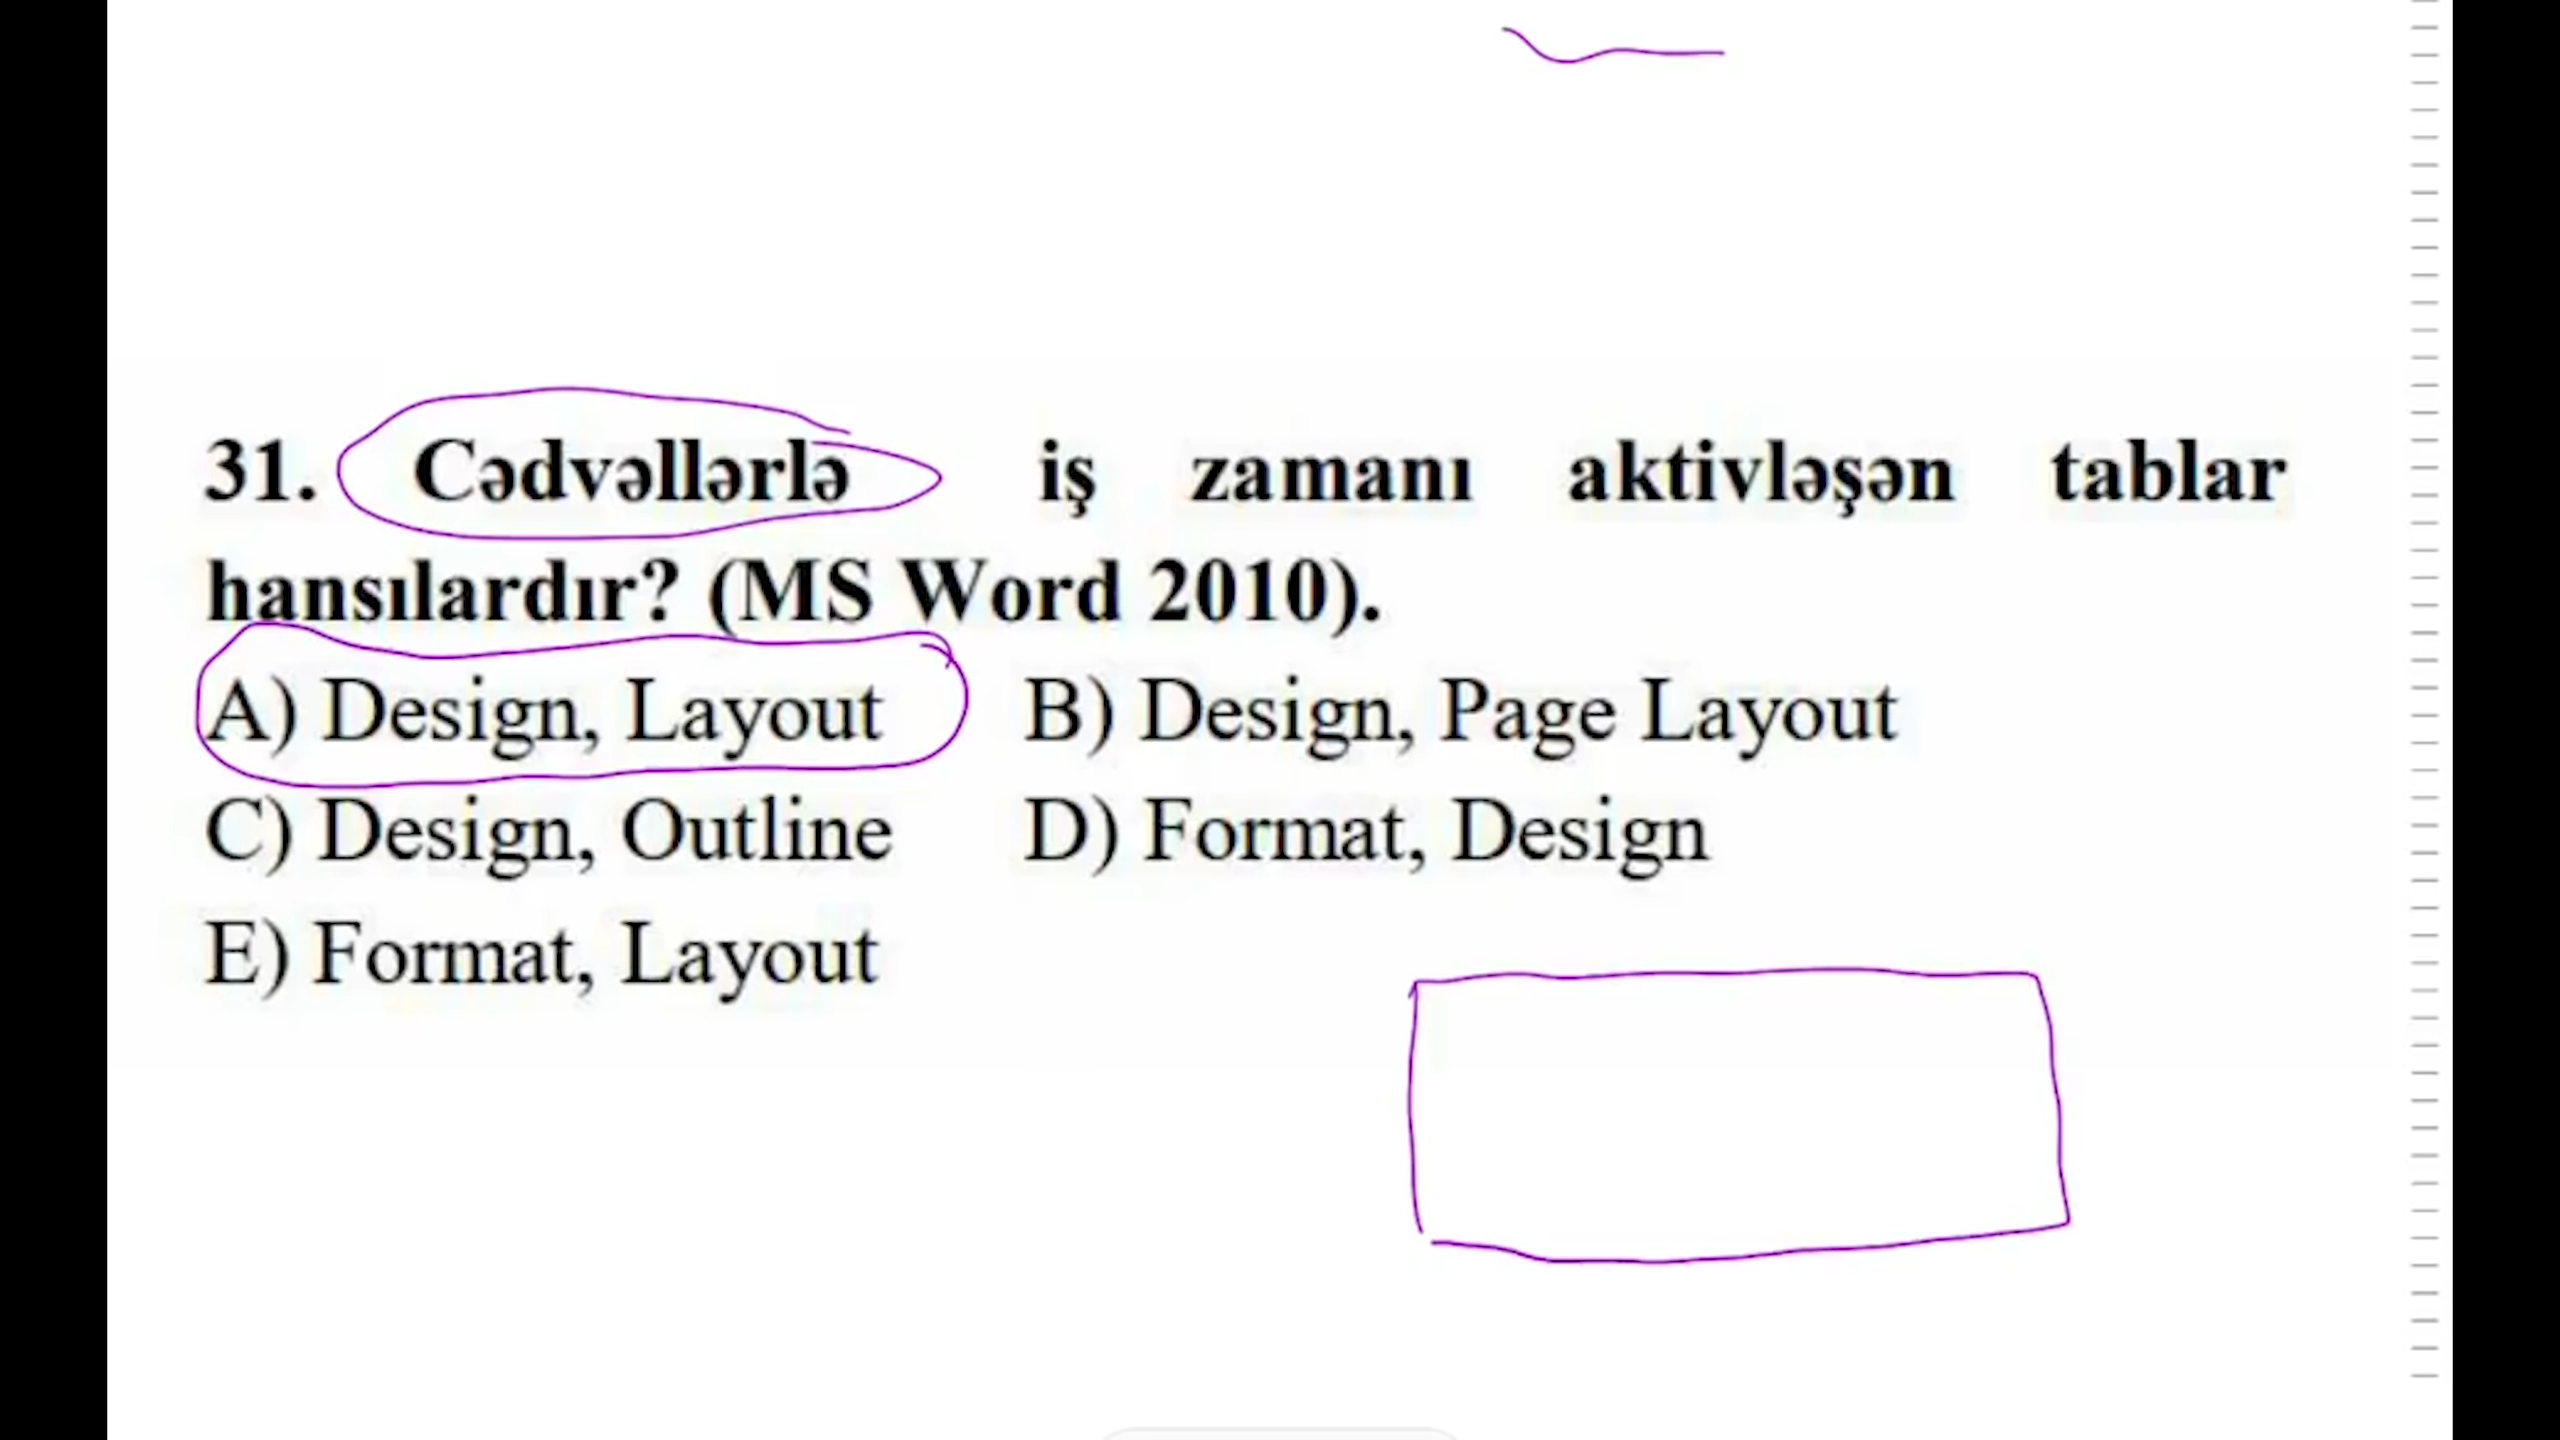 31. Cədvəllərlə iş zamanı aktivləşən tablar
hansılardır? (MS Word 2010).
A) Design, Layout B) Design, Page Layout
C) Design, Outline D) Format, Design
E) Format, Layout